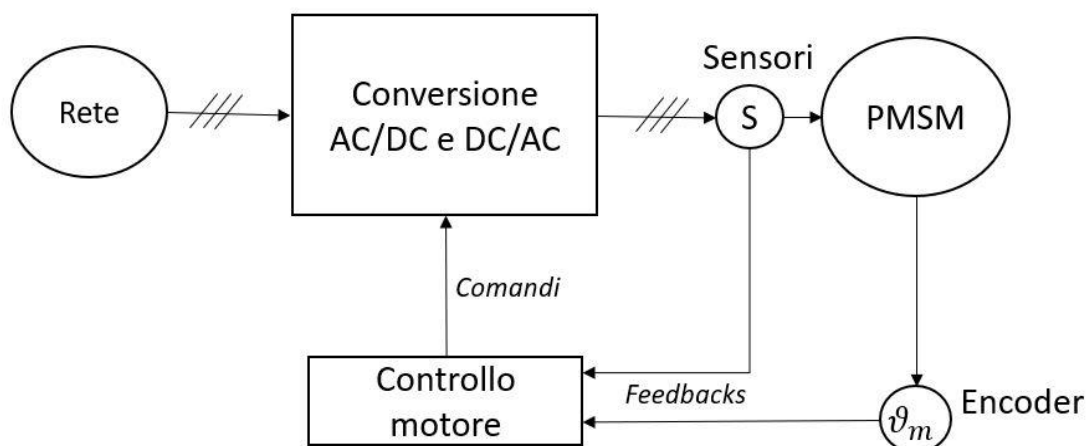 Rete
Conversione
AC/DC e DC/AC
Sensori
S
PMSM
Comandi
Controllo
motore
Feedbacks
Encoder
ϑm